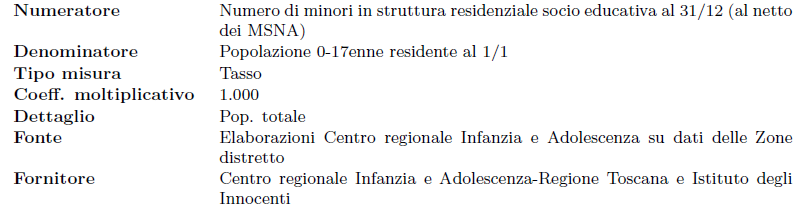 Numeratore Numero di minori in struttura residenziale socio educativa al 31/12 (al netto
dei MSNA)
Denominatore Popolazione 0-17enne residente al 1/1
Tipo misura Tasso
Coeff. moltiplicativo 1.000
Dettaglio Pop. totale
Fonte Elaborazioni Centro regionale Infanzia e Adolescenza su dati delle Zone
distretto
Fornitore Centro regionale Infanzia e Adolescenza-Regione Toscana e Istituto degli
Innocenti